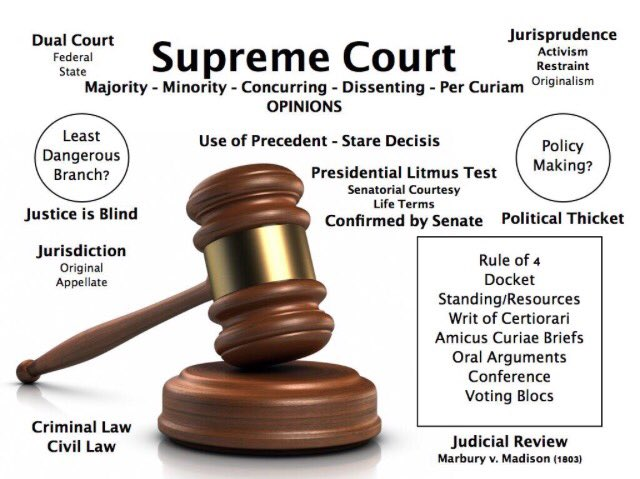 Dual Court
Federal
State
Supreme Court
Jurisprudence
Activism
Restraint
Originalism
Majority - Minority - Concurring - Dissenting - Per Curiam
OPINIONS
Least
Dangerous
Branch?
Use of Precedent - Stare Decisis
Policy
Making?
Presidential Litmus Test
Senatorial Courtesy
Life Terms
Confirmed by Senate
Justice is Blind
Political Thicket
Jurisdiction
Original
Appellate
Rule of 4
Docket
Standing/Resources
Writ of Certiorari
Amicus Curiae Briefs
Oral Arguments
Conference
Voting Blocs
Criminal Law
Civil Law
Judicial Review
Marbury v. Madison (1803)